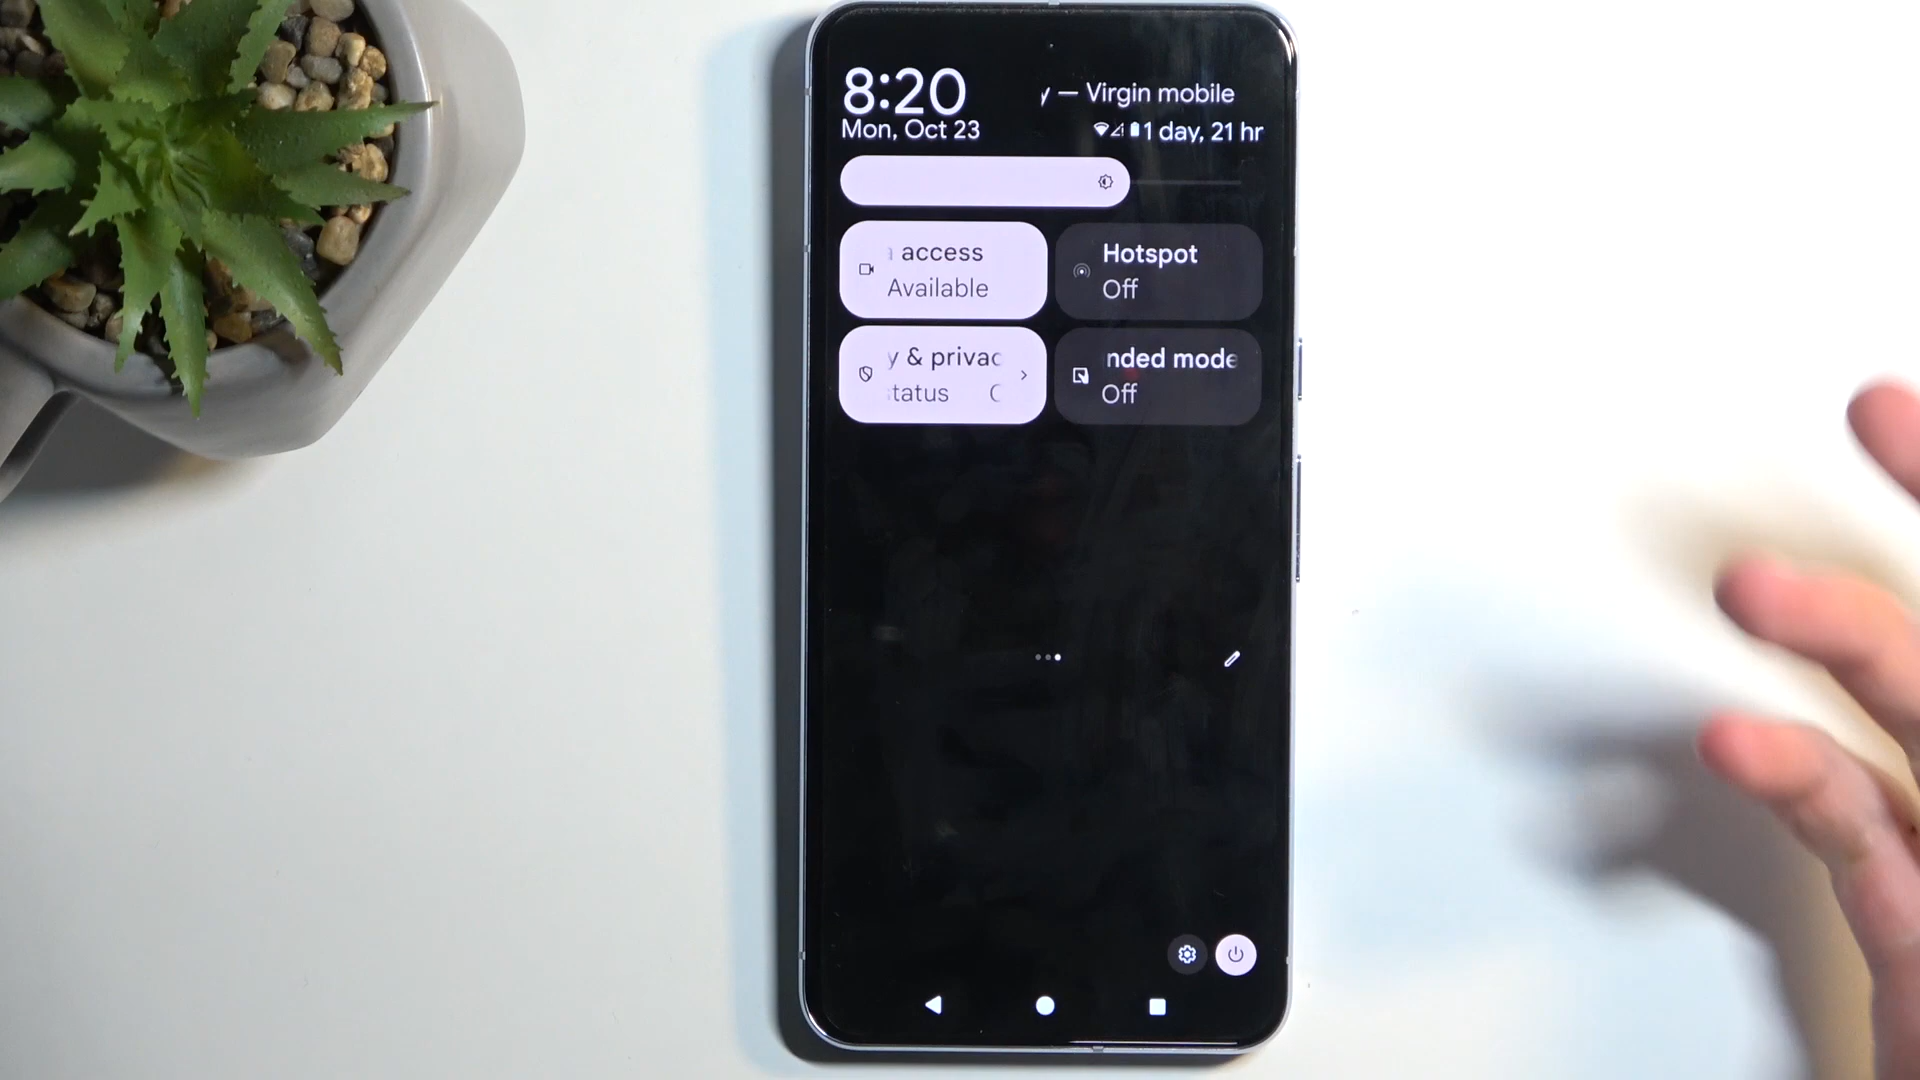 8:20
— Virgin mobile
Mon, Oct 23
1 day, 21 hr
access
Available
Hotspot
Off
y & privac
tatus
nded mode
Off